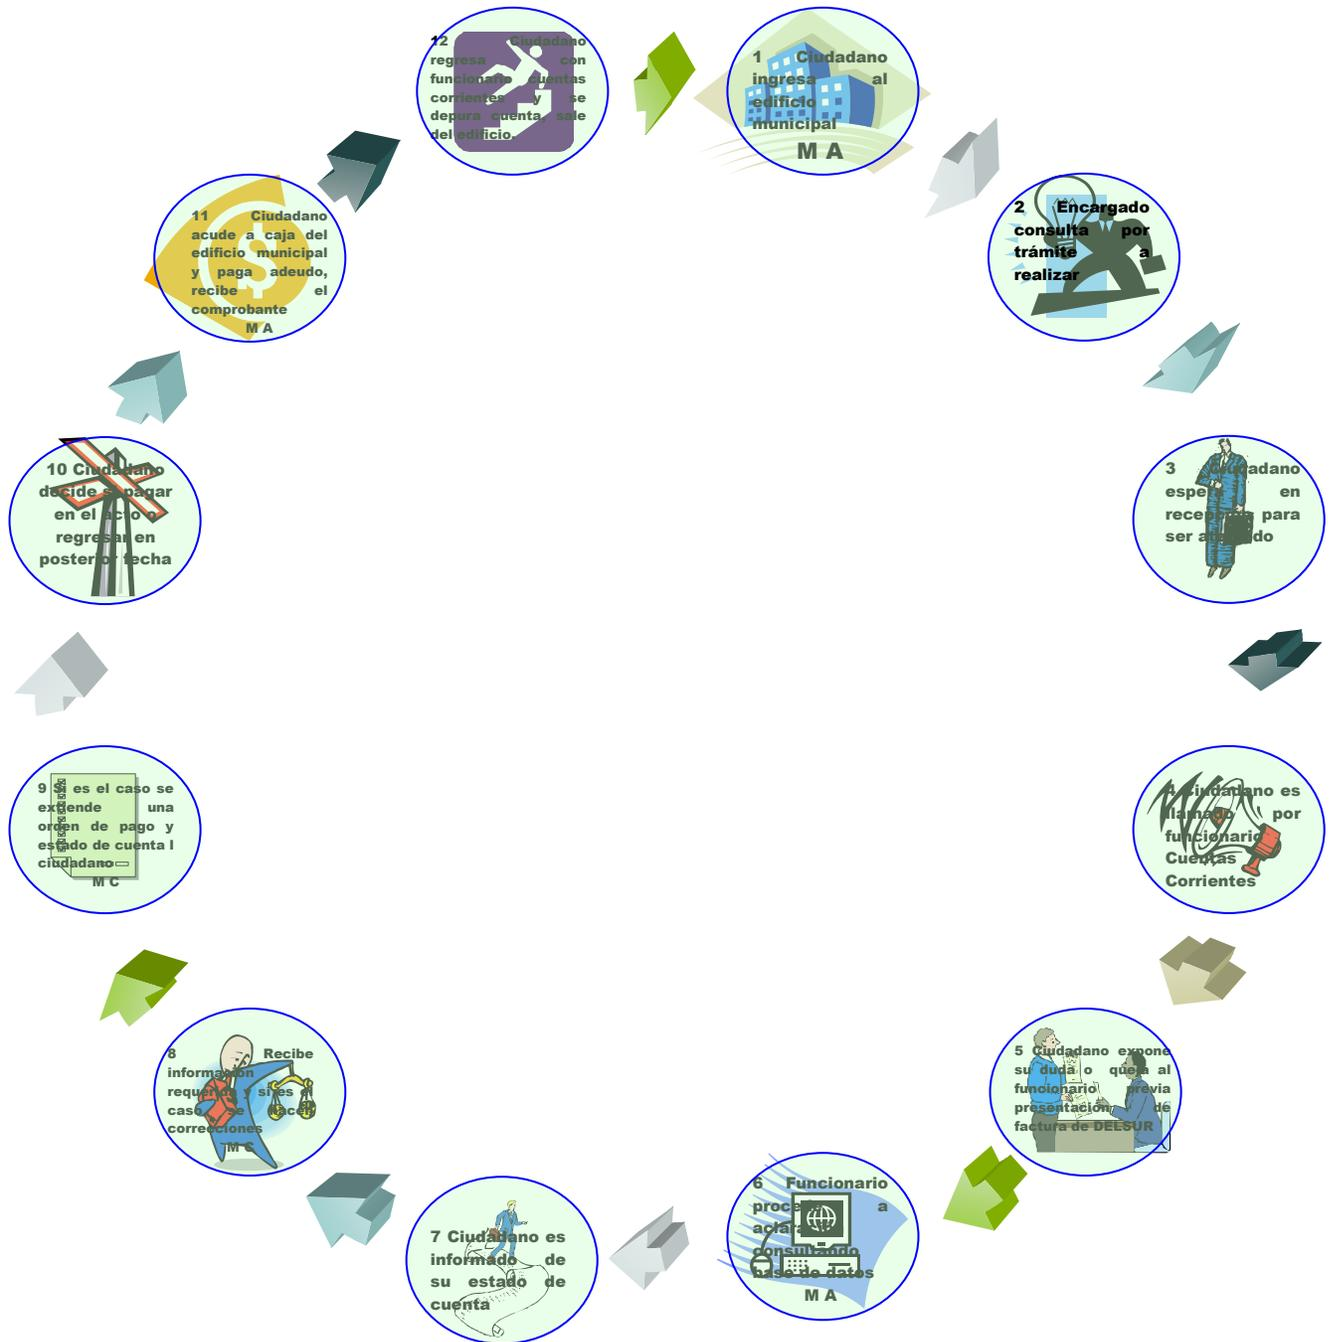 1 Ciudadano
ingresa al
edificio
municipal
M A
2 Encargado
consulta por
trámite a
realizar
3 Ciudadano
espera en
recepción para
ser atendido
4 Ciudadano es
llamado por
funcionario
Cuentas
Corrientes
5 Ciudadano expone
su duda o queja al
funcionario previa
presentación de
factura de DELSUR
6 Funcionario
procede a
aclarar
consultando
base de datos
M A
7 Ciudadano es
informado de
su estado de
cuenta
8 Recibe
información
requerida y si es el
caso se hacen
correcciones
M C
9 Si es el caso se
extiende una
orden de pago y
estado de cuenta l
ciudadano
M C
10 Ciudadano
decide si pagar
en el acto o
regresar en
posterior fecha
11 Ciudadano
acude a caja del
edificio municipal
y paga adeudo,
recibe el
comprobante
M A
12 Ciudadano
regresa con
funcionario cuentas
corrientes y se
depura cuenta, sale
del edificio.